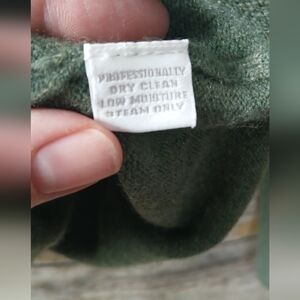 PROFESSIONALLY
DRY CLEAN
LOW MOISTURE
STEAM ONLY